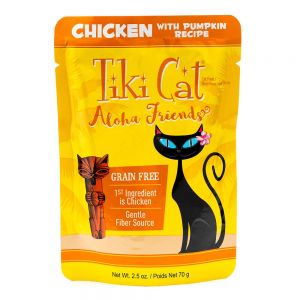 CHICKEN WITH PUMPKIN
RECIPE
Tiki Cat
Aloha Friends
GRAIN FREE
1ST Ingredient
is Chicken
Gentle
Fiber Source
Net Wt. 2.5 oz. / Poids Net 70 g